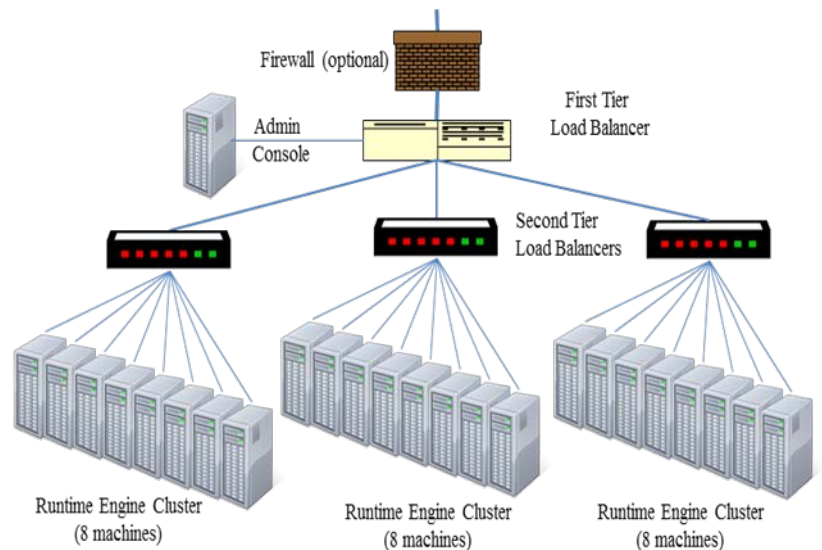 Firewall (optional)
First Tier
Load Balancer
Admin
Console
Second Tier
Load Balancers
Runtime Engine Cluster
(8 machines)
Runtime Engine Cluster
(8 machines)
Runtime Engine Cluster
(8 machines)